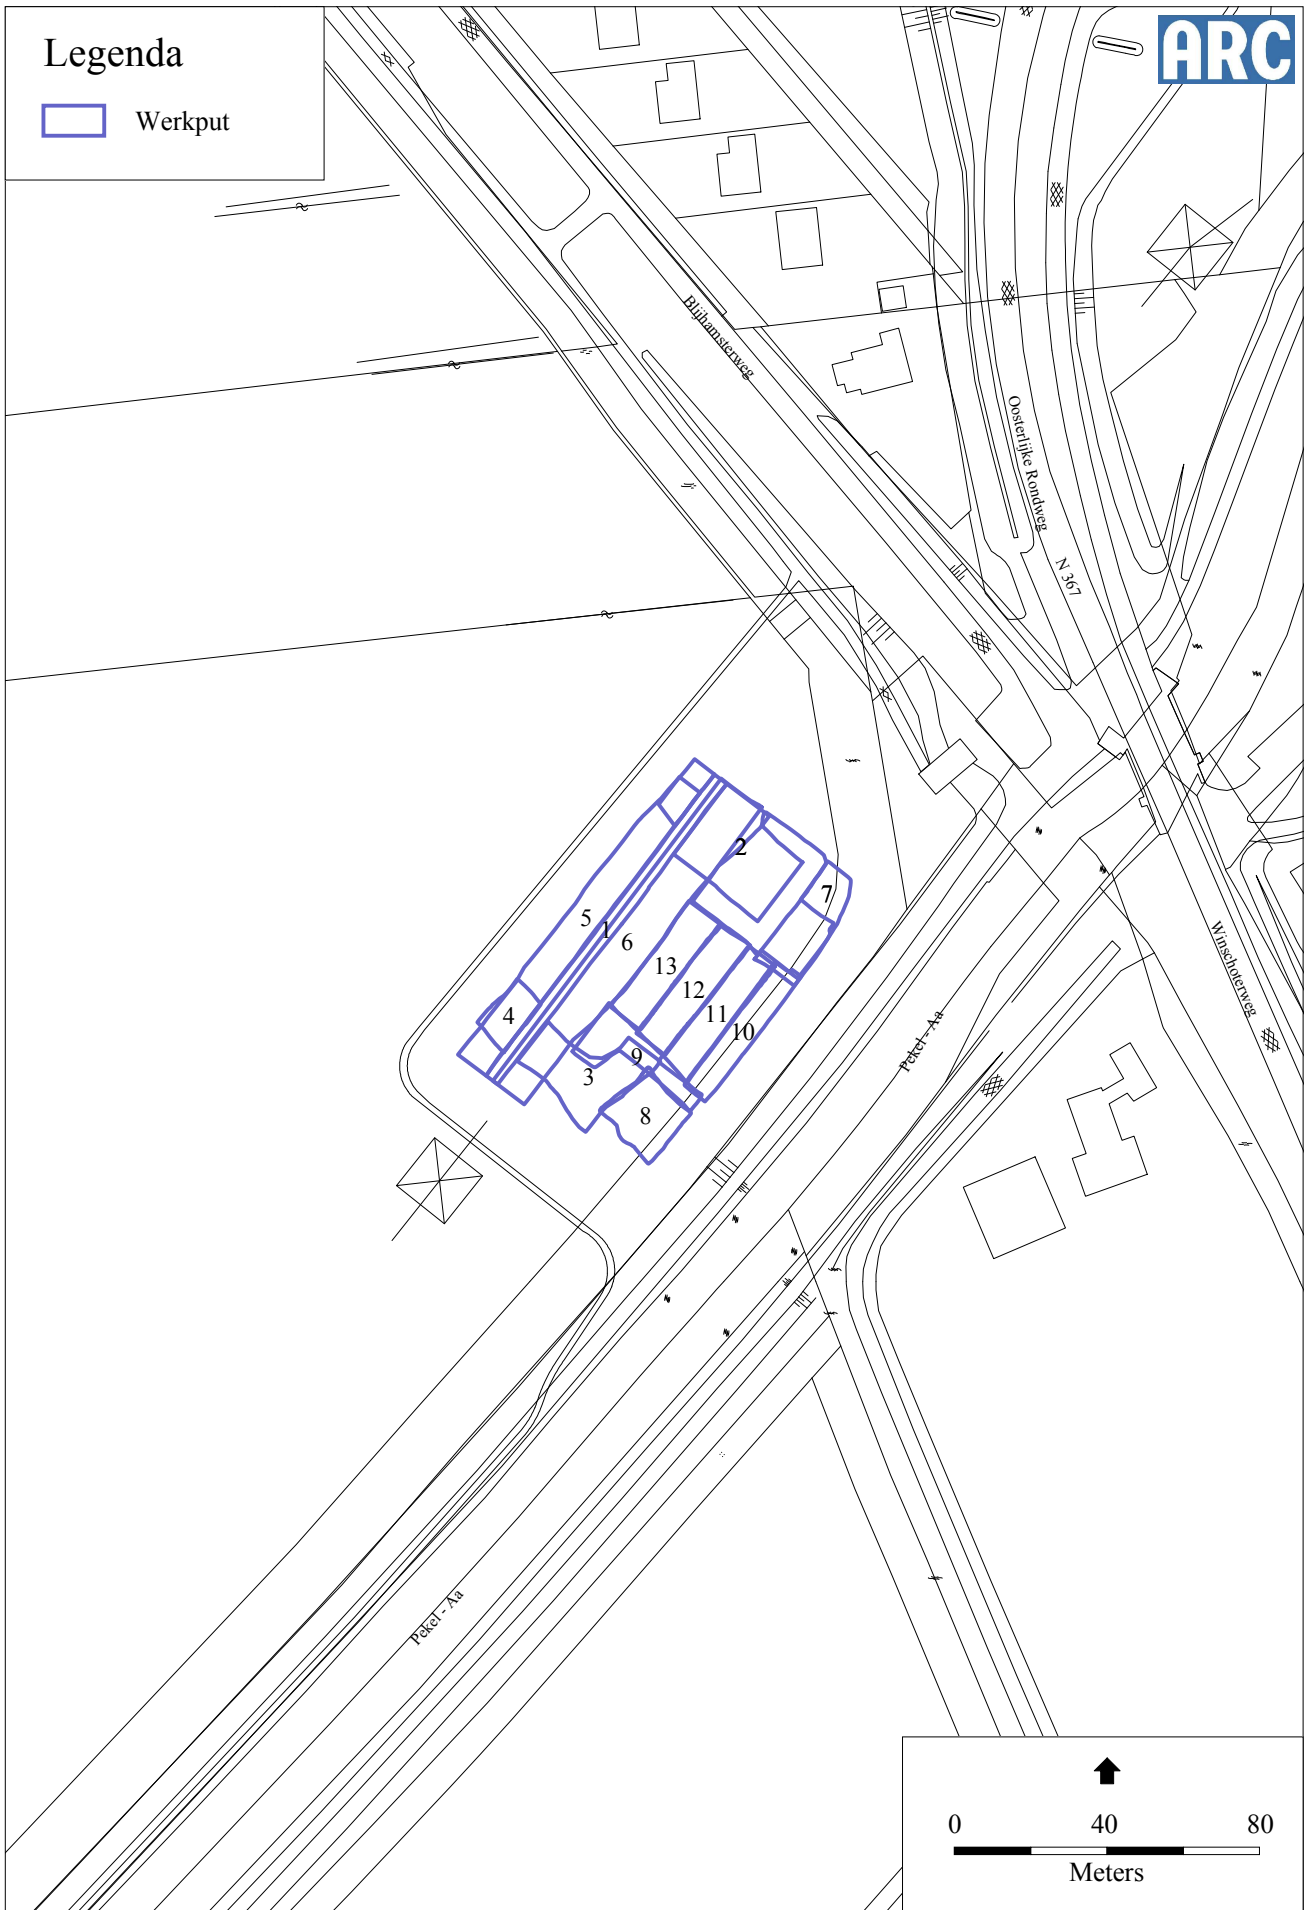 Legenda
Werkput
ARC
Blijhamsterweg
Oosterlijke Rondweg
N 367
2
7
5
1
6
13
12
4
11
10
9
3
8
Winschoterweg
Pekel - Aa
Pekel - Aa
0 40 80
Meters